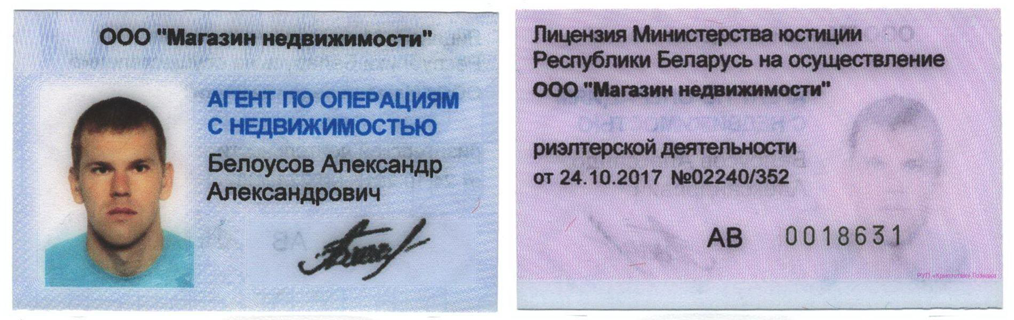 ООО "Магазин недвижимости"
АГЕНТ ПО ОПЕРАЦИЯМ
С НЕДВИЖИМОСТЬЮ
Белоусов Александр
Александрович
Лицензия Министерства юстиции
Республики Беларусь на осуществление
ООО "Магазин недвижимости"
риэлтерской деятельности
от 24.10.2017 №02240/352
АВ 0018631